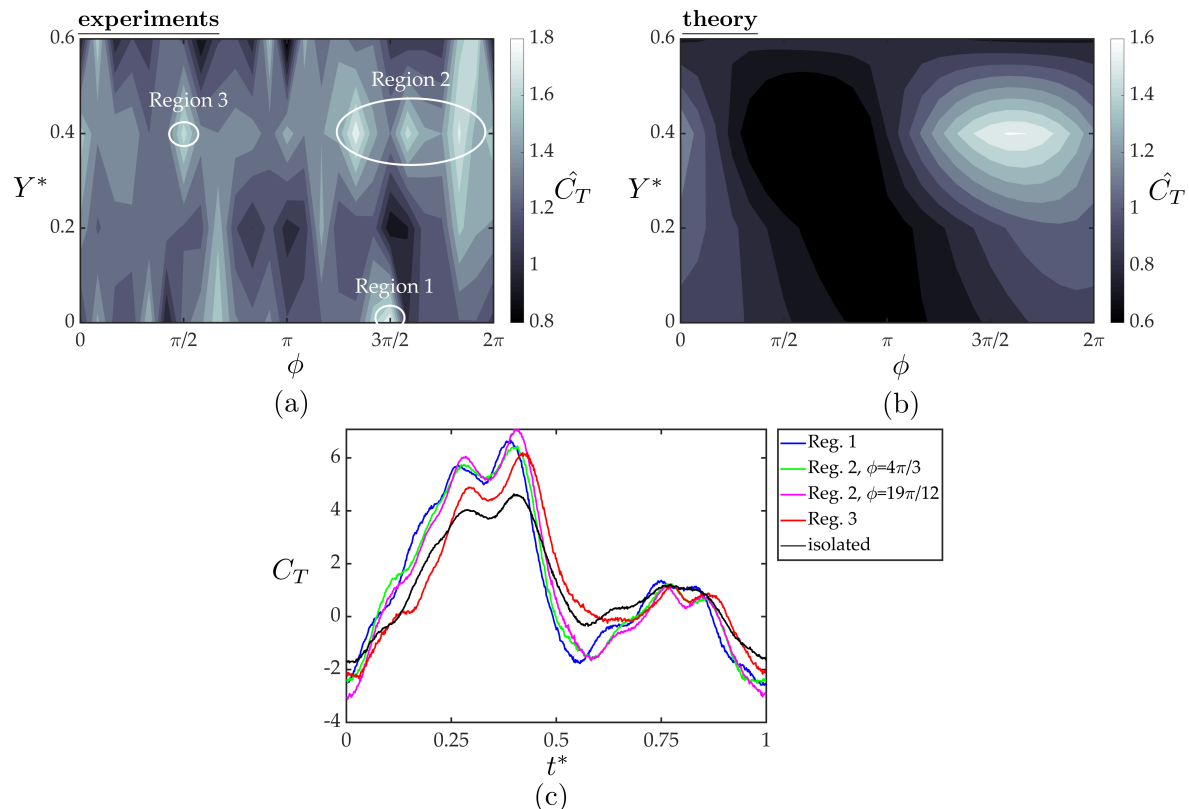 experiments
theory
0.6
0.4
0.2
0
Y*
Region 3
Region 2
Region 1
0
π/2
π
3π/2
2π
ϕ
1.8
1.6
1.4
1.2
1
0.8
Ĉ_T
(a)
0.6
0.4
0.2
0
Y*
0
π/2
π
3π/2
2π
ϕ
1.6
1.4
1.2
1
0.8
0.6
Ĉ_T
(b)
6
4
2
0
-2
-4
C_T
0
0.25
0.5
0.75
1
t*
Reg. 1
Reg. 2, ϕ=4π/3
Reg. 2, ϕ=19π/12
Reg. 3
isolated
(c)